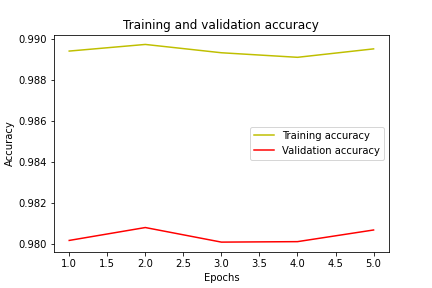 Training and validation accuracy
0.990
0.988
0.986
0.984
0.982
0.980
Accuracy
Training accuracy
Validation accuracy
1.0 1.5 2.0 2.5 3.0 3.5 4.0 4.5 5.0
Epochs